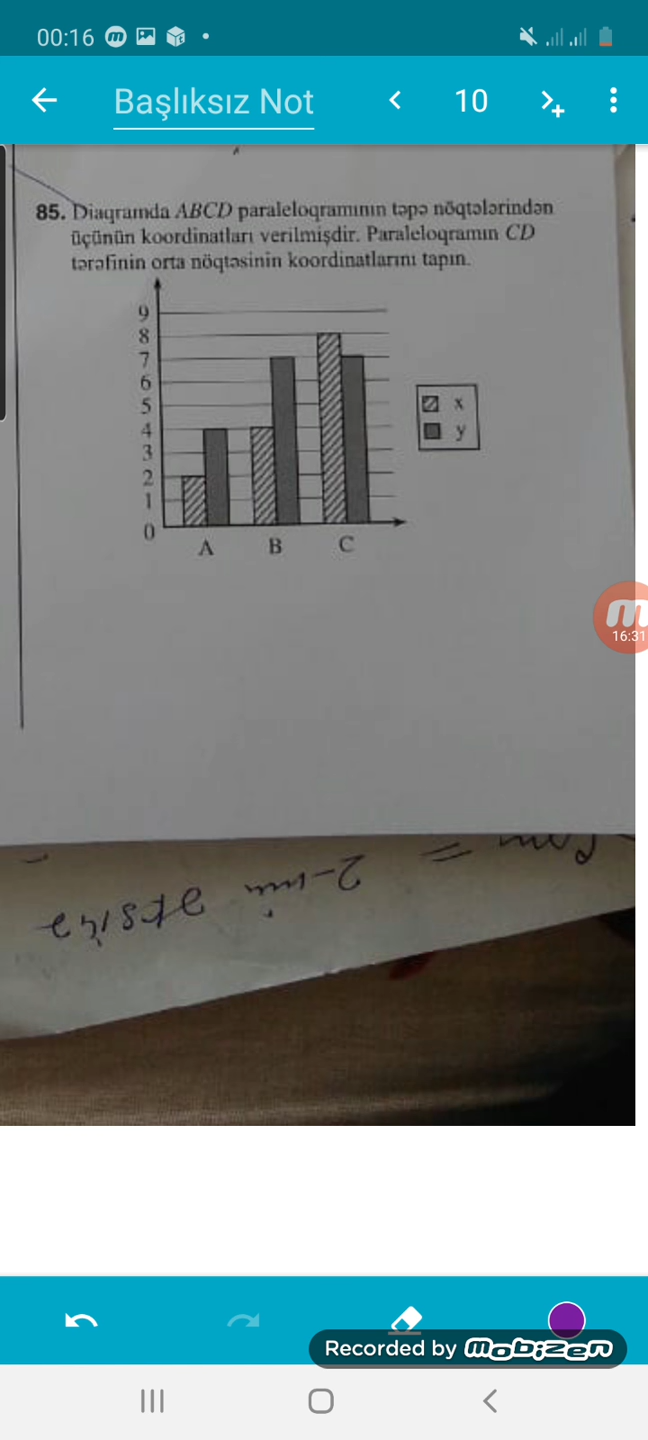 00:16
Başlıksız Not
10
85. Diaqramda ABCD paraleloqramının təpə nöqtələrindən
üçünün koordinatları verilmişdir. Paraleloqramın CD
tərəfinin orta nöqtəsinin koordinatlarını tapın.
9
8
7
6
5
4
3
2
1
0
x
y
A B C
16:31
Recorded by mobizen